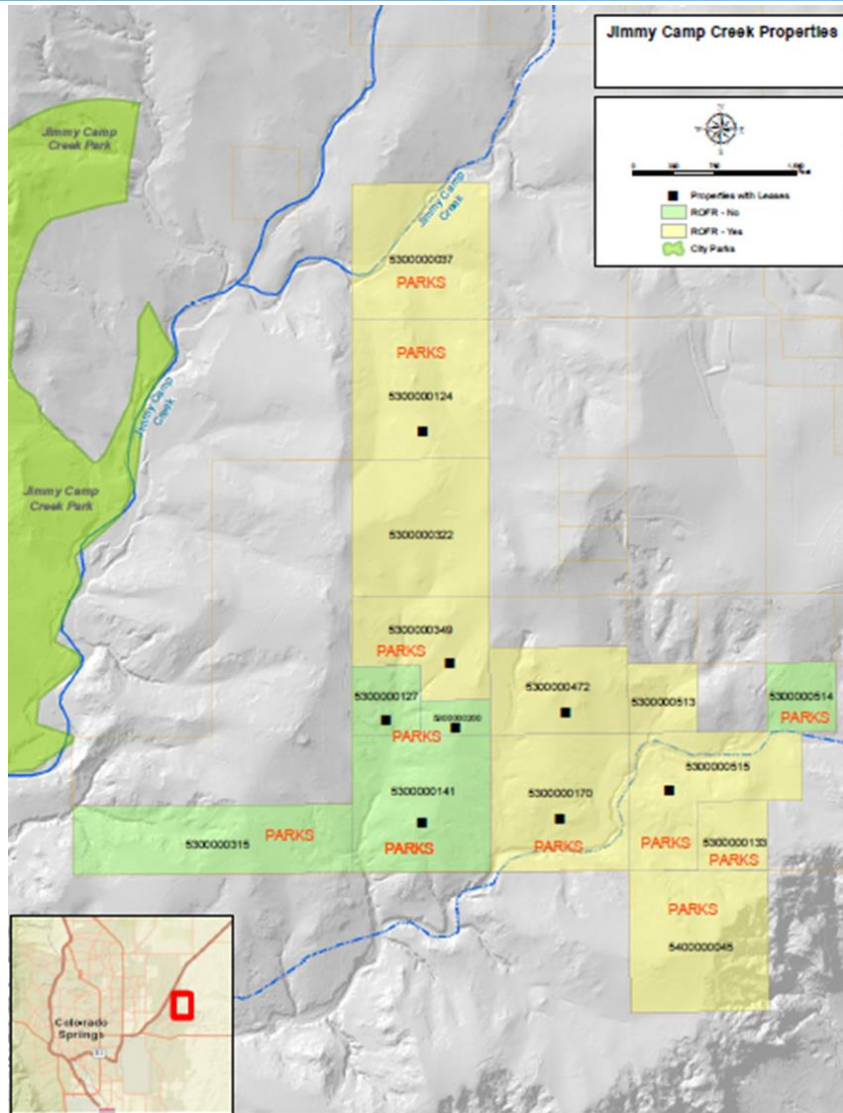 Jimmy Camp Creek Properties
Properties with Leases
ROFR - No
ROFR - Yes
City Parks
Jimmy Camp
Creek Park
Jimmy Camp
Creek
5300000037
PARKS
PARKS
5300000124
Jimmy Camp
Creek
Jimmy Camp
Creek Park
5300000322
5300000349
PARKS
5300000127
5300000200
PARKS
5300000472
5300000513
5300000514
PARKS
5300000141
PARKS
5300000170
PARKS
5300000515
PARKS
5300000133
PARKS
5300000315
PARKS
PARKS
5400000045
Colorado
Springs